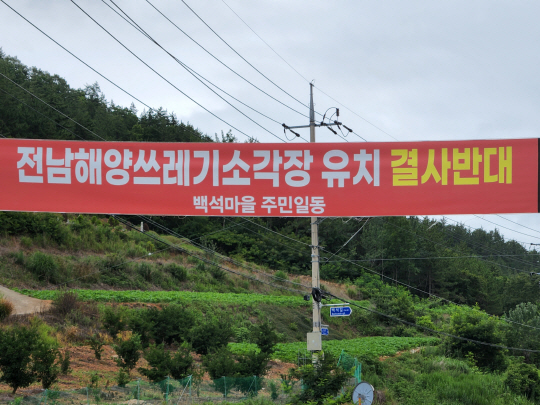 전남해양쓰레기소각장 유치 결사반대
백석마을 주민일동